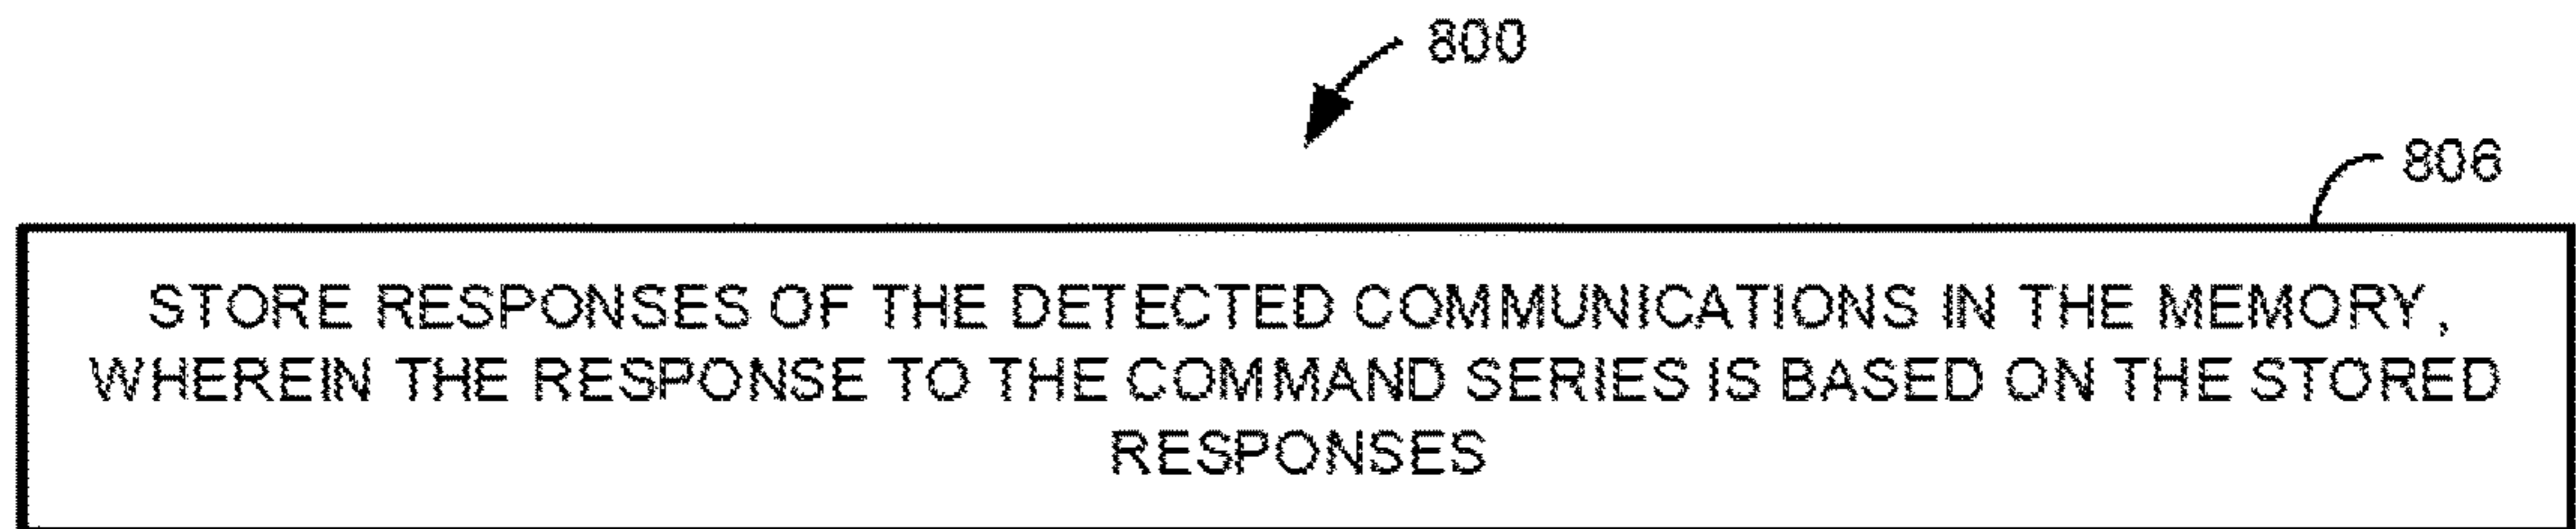 800
806
STORE RESPONSES OF THE DETECTED COMMUNICATIONS IN THE MEMORY,
WHEREIN THE RESPONSE TO THE COMMAND SERIES IS BASED ON THE STORED
RESPONSES